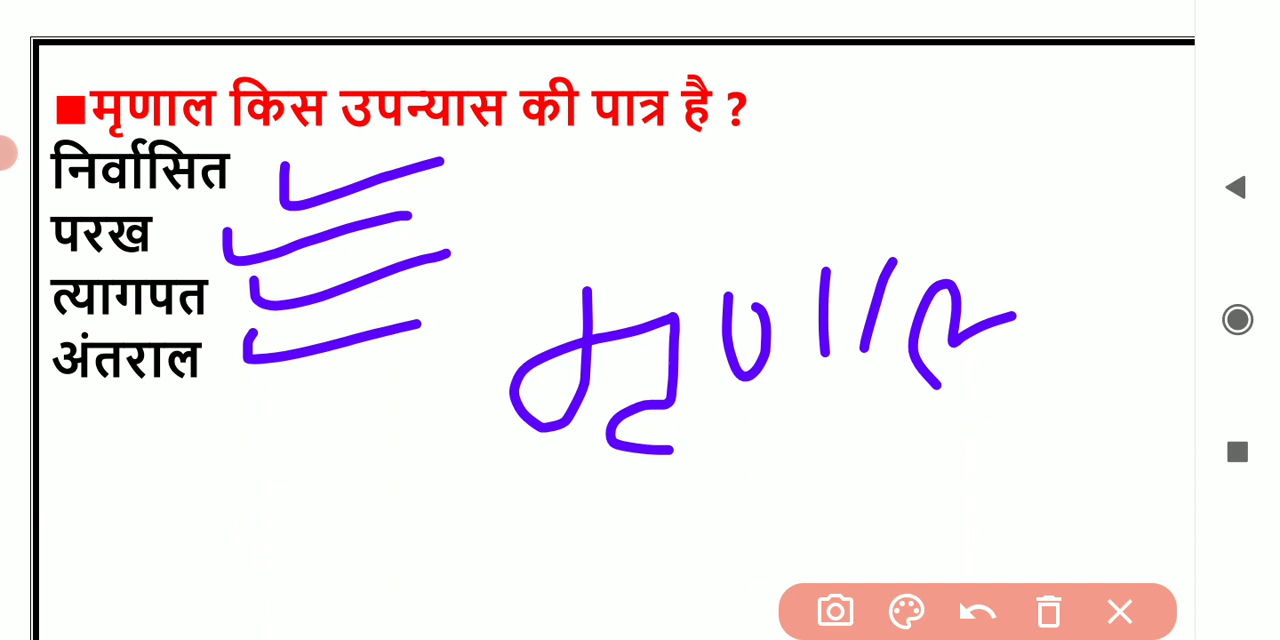 ■मृणाल किस उपन्यास की पात्र है ?
निर्वासित
परख
त्यागपत
अंतराल
मृणाल